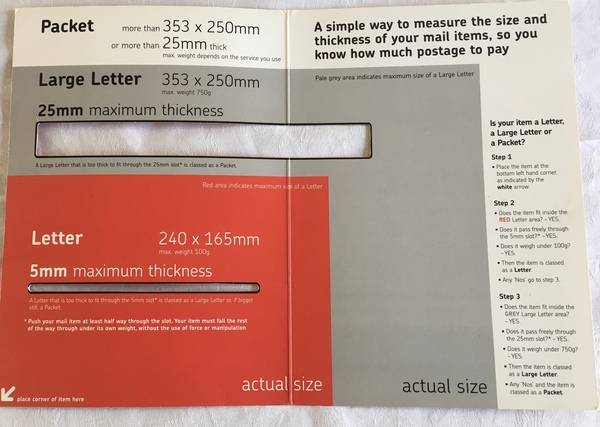 Packet more than 353 x 250mm
or more than 25mm thick
max. weight depends on the service you use
Large Letter 353 x 250mm
max. weight 750g
25mm maximum thickness
A Large Letter that is too thick to fit through the 25mm slot* is classed as a Packet.
Red area indicates maximum size of a Letter
Letter 240 x 165mm
max. weight 100g
5mm maximum thickness
A Letter that is too thick to fit through the 5mm slot* is classed as a Large Letter or, if bigger
still, a Packet.
* Push your mail item at least half way through the slot. Your item must fall the rest
of the way through under its own weight, without the use of force or manipulation
actual size
place corner of item here
A simple way to measure the size and
thickness of your mail items, so you
know how much postage to pay
Pale grey area indicates maximum size of a Large Letter
actual size
Is your item a Letter,
a Large Letter or
a Packet?
Step 1
• Place the item at the
bottom left hand corner,
as indicated by the
white arrow.
Step 2
• Does the item fit inside the
RED Letter area? - YES.
• Does it pass freely through
the 5mm slot?* - YES.
• Does it weigh under 100g?
- YES.
• Then the item is classed
as a Letter
• Any 'Nos' go to step 3.
Step 3
• Does the item fit inside the
GREY Large Letter area?
- YES.
• Does it pass through
the 25mm slot?* - YES.
• Does it weigh under 750g?
- YES.
• Then the item is classed
as a Large Letter
• Any 'Nos' and the item is
classed as a Packet.